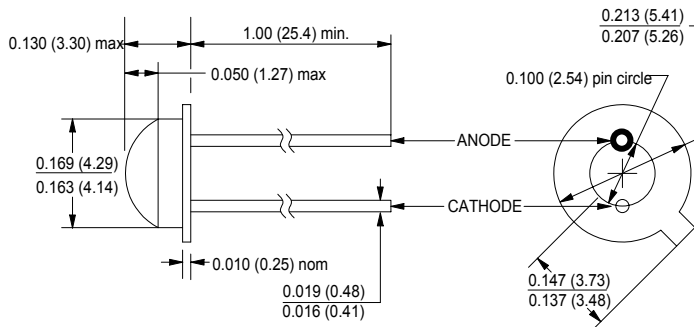 0.130 (3.30) max
1.00 (25.4) min.
0.213 (5.41)
0.207 (5.26)
0.050 (1.27) max
0.100 (2.54) pin circle
ANODE
0.169 (4.29)
0.163 (4.14)
CATHODE
0.010 (0.25) nom
0.019 (0.48)
0.016 (0.41)
0.147 (3.73)
0.137 (3.48)